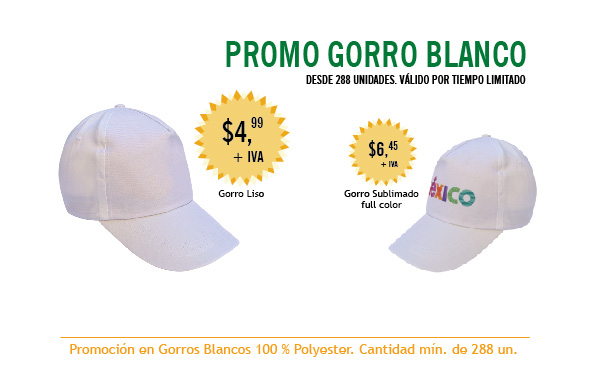 PROMO GORRO BLANCO
DESDE 288 UNIDADES. VÁLIDO POR TIEMPO LIMITADO
$4,99
+ IVA
Gorro Liso
$6,45
+ IVA
Gorro Sublimado
full color
éxico
Promoción en Gorros Blancos 100 % Polyester. Cantidad mín. de 288 un.